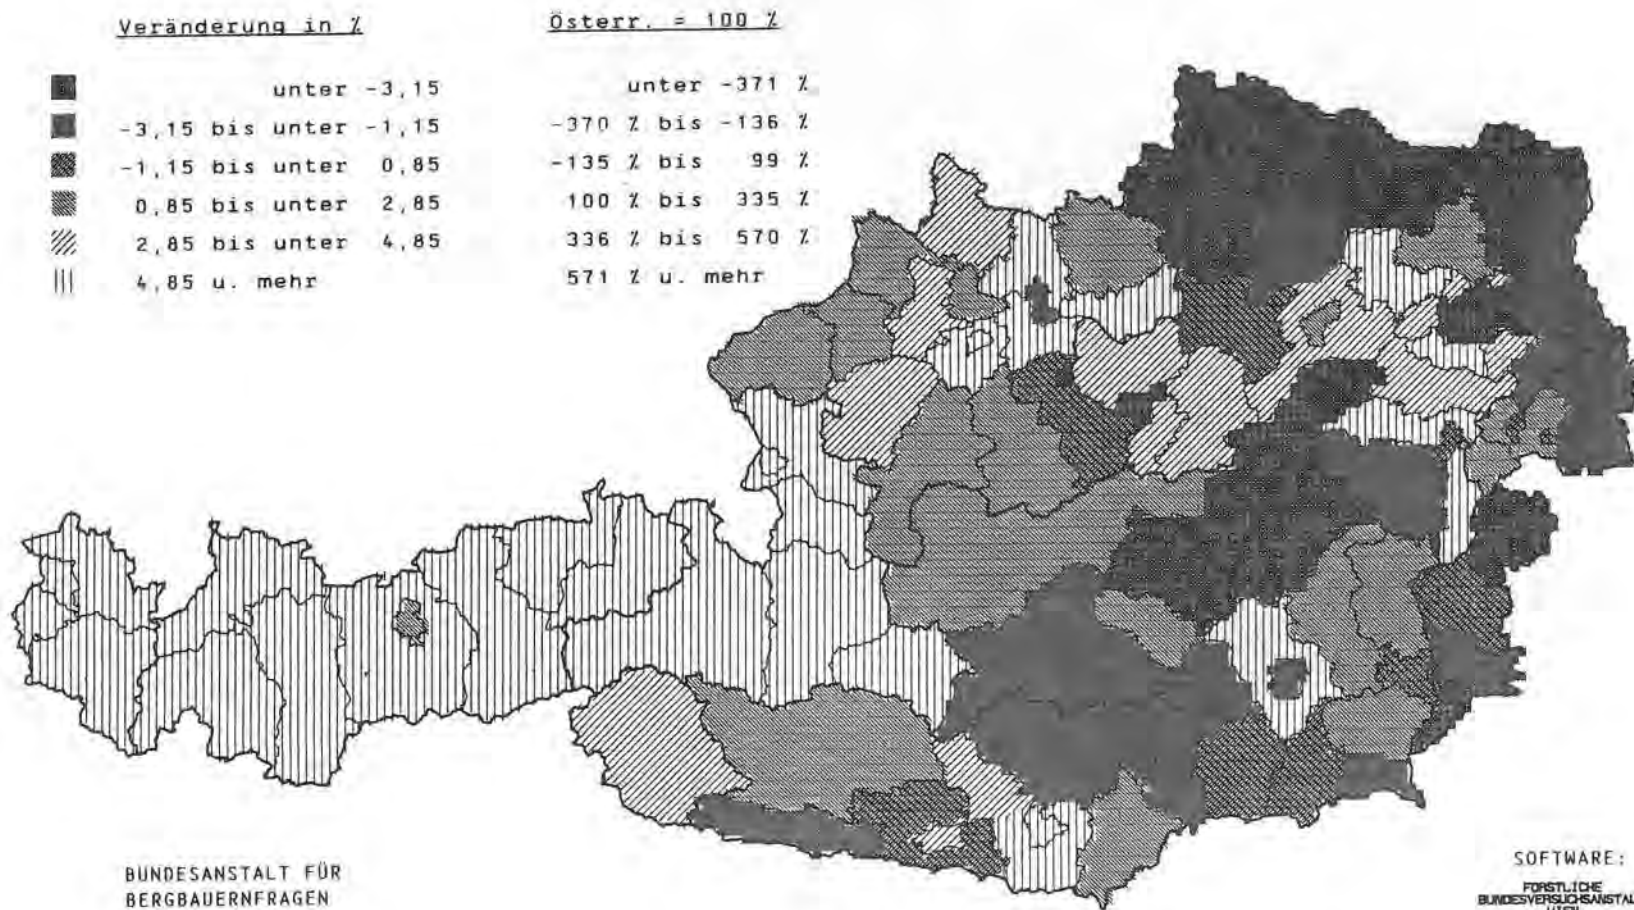 Veränderung in % Österr. = 100 %
unter -3,15 unter -371 %
-3,15 bis unter -1,15 -370 % bis -136 %
-1,15 bis unter 0,85 -135 % bis 99 %
0,85 bis unter 2,85 100 % bis 335 %
2,85 bis unter 4,85 336 % bis 570 %
4,85 u. mehr 571 % u. mehr
BUNDESANSTALT FÜR
BERGBAUERNFRAGEN
SOFTWARE:
FORSTLICHE